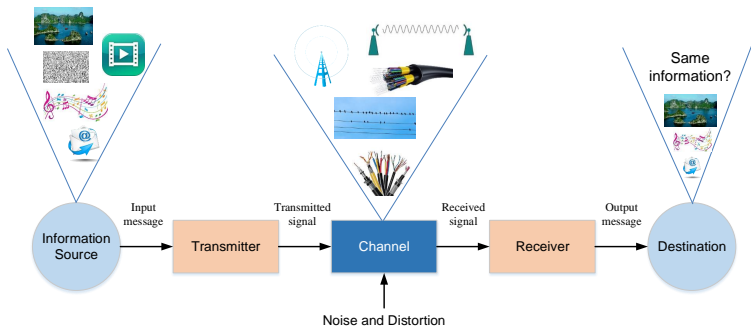 Same
information?
Input
message
Transmitted
signal
Received
signal
Output
message
Information
Source
Transmitter
Channel
Receiver
Destination
Noise and Distortion
@
@